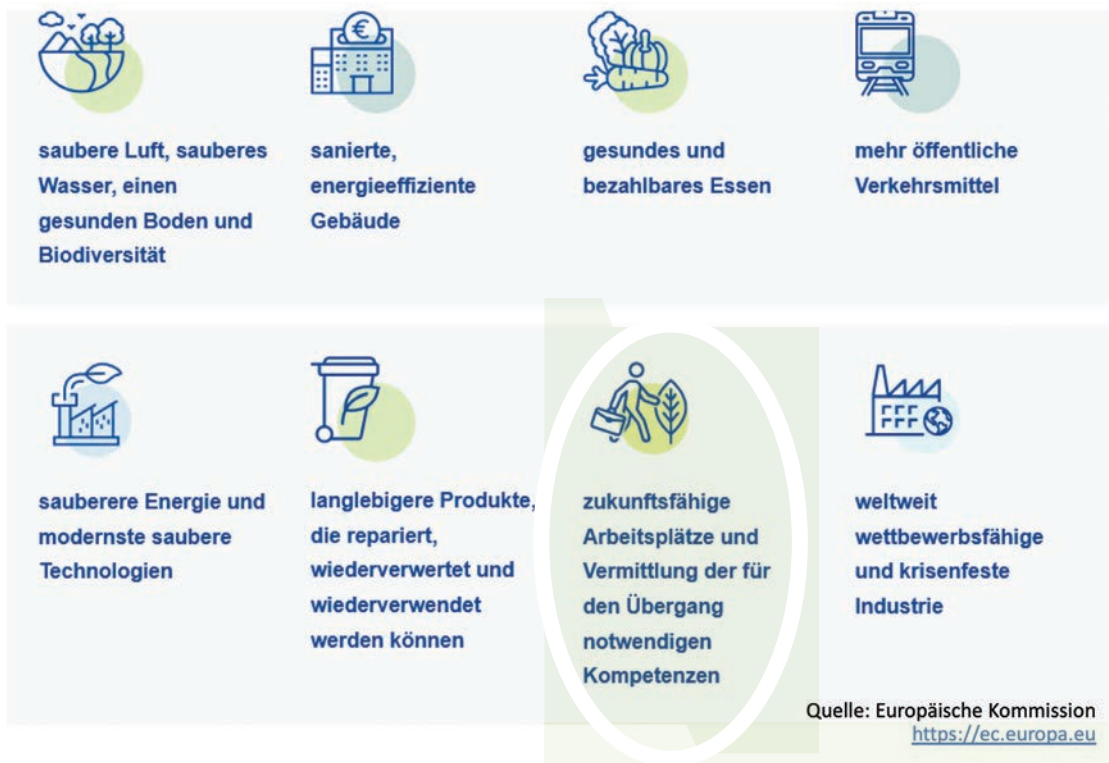 €
saubere Luft, sauberes
Wasser, einen
gesunden Boden und
Biodiversität
sanierte,
energieeffiziente
Gebäude
gesundes und
bezahlbares Essen
mehr öffentliche
Verkehrsmittel
sauberere Energie und
modernste saubere
Technologien
langlebigere Produkte,
die repariert,
wiederverwertet und
wiederverwendet
werden können
zukunftsfähige
Arbeitsplätze und
Vermittlung der für
den Übergang
notwendigen
Kompetenzen
weltweit
wettbewerbsfähige
und krisenfeste
Industrie
Quelle: Europäische Kommission
https://ec.europa.eu